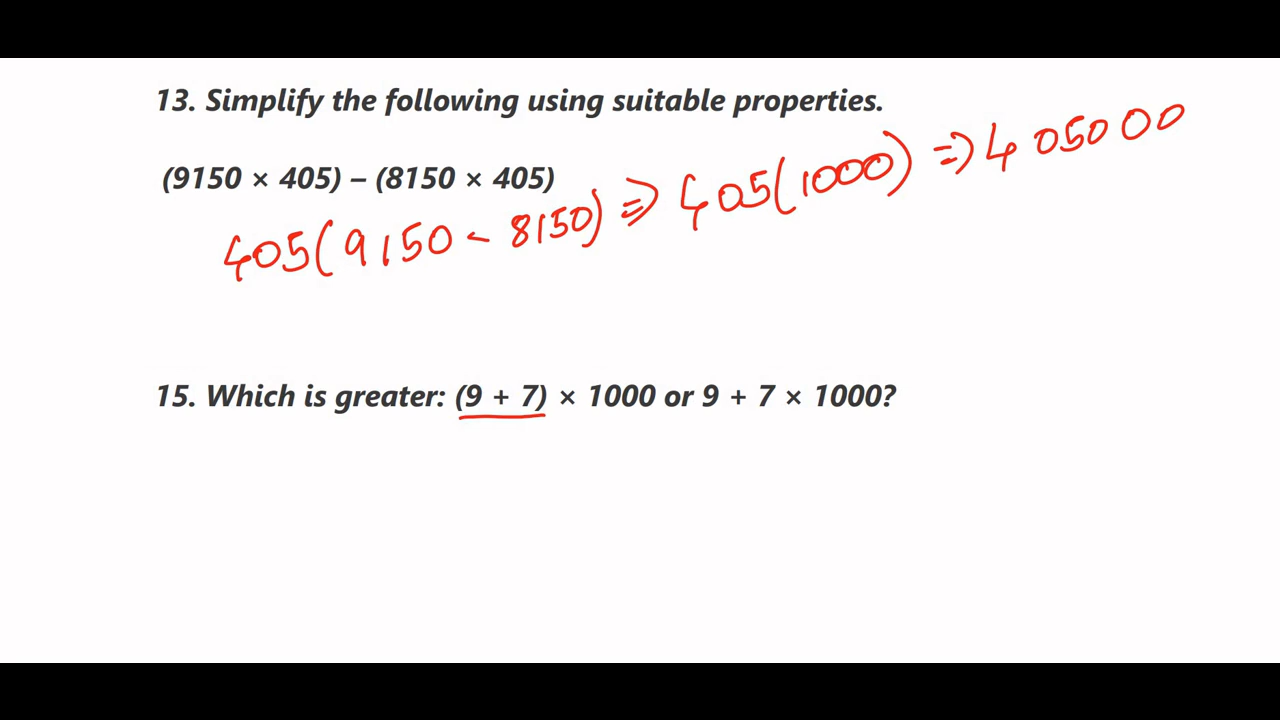 13. Simplify the following using suitable properties.
(9150 × 405) – (8150 × 405)
405(9150 - 8150) => 405(1000) => 405000
15. Which is greater: (9 + 7) × 1000 or 9 + 7 × 1000?